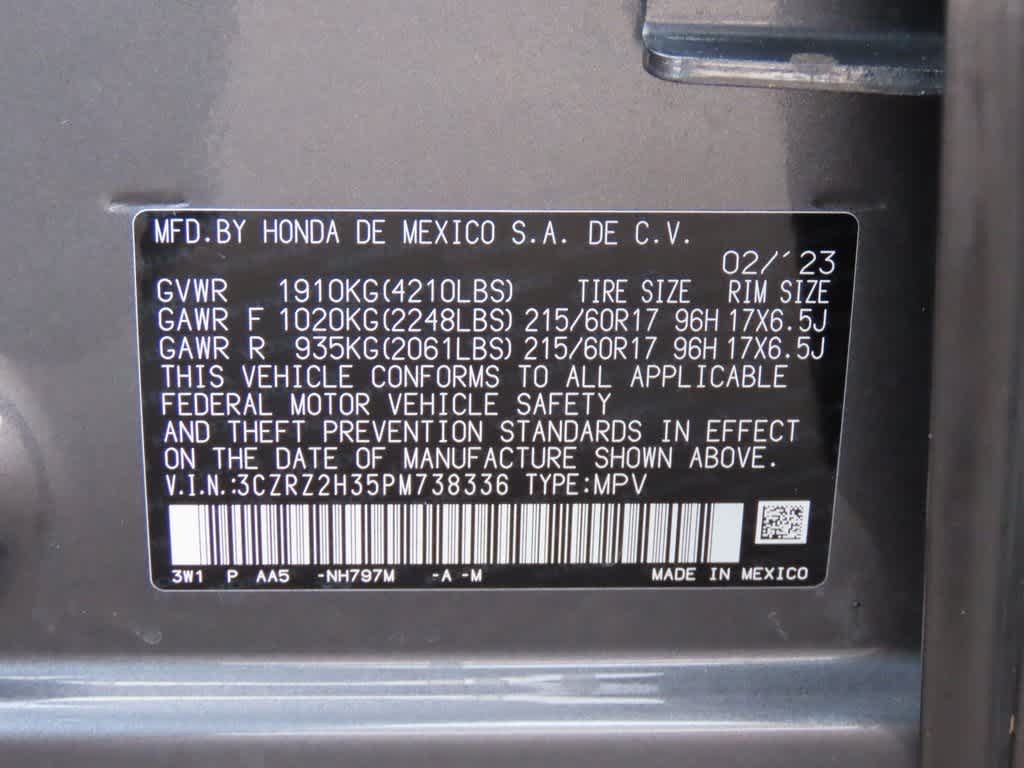 MFD.BY HONDA DE MEXICO S.A. DE C.V.
02/'23
GVWR 1910KG(4210LBS) TIRE SIZE RIM SIZE
GAWR F 1020KG(2248LBS) 215/60R17 96H 17X6.5J
GAWR R 935KG(2061LBS) 215/60R17 96H 17X6.5J
THIS VEHICLE CONFORMS TO ALL APPLICABLE
FEDERAL MOTOR VEHICLE SAFETY
AND THEFT PREVENTION STANDARDS IN EFFECT
ON THE DATE OF MANUFACTURE SHOWN ABOVE.
V.I.N.:3CZRZ2H35PM738336 TYPE:MPV
3W1 P AA5 -NH797M -A -M MADE IN MEXICO